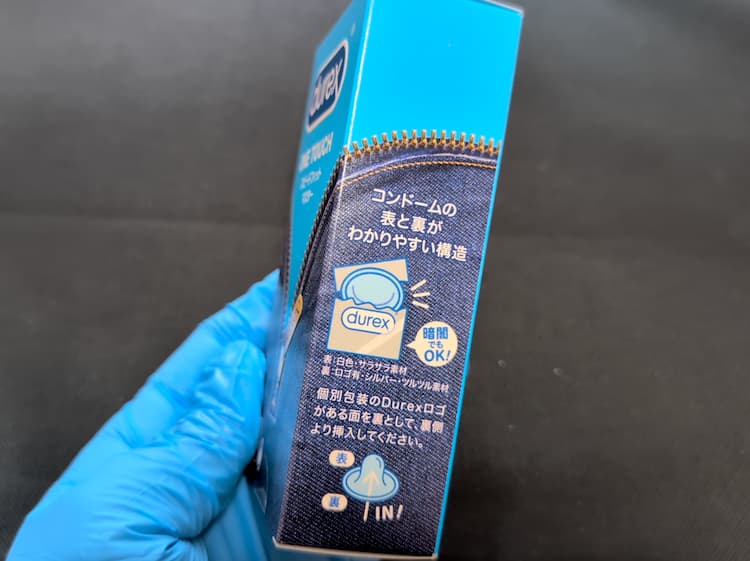 durex
TOUCH
コンドームの
表と裏が
わかりやすい構造
durex
暗闇
でも
OK!
表:白色・サラサラ素材
裏:ロゴ有・シルバー・ツルツル素材
個別包装のDurexロゴ
がある面を裏として、裏側
より挿入してください。
表
裏
IN!